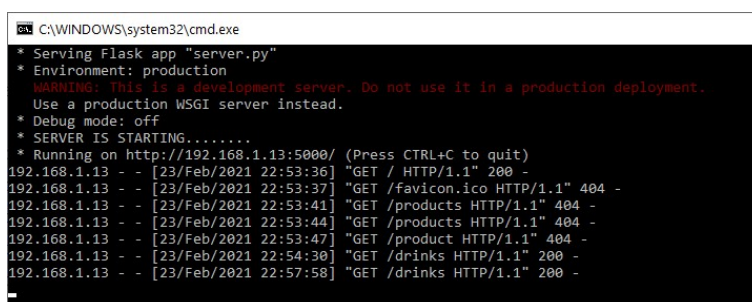 C:\WINDOWS\system32\cmd.exe
* Serving Flask app "server.py"
* Environment: production
WARNING: This is a development server. Do not use it in a production deployment.
Use a production WSGI server instead.
* Debug mode: off
* SERVER IS STARTING........
* Running on http://192.168.1.13:5000/ (Press CTRL+C to quit)
192.168.1.13 - - [23/Feb/2021 22:53:36] "GET / HTTP/1.1" 200 -
192.168.1.13 - - [23/Feb/2021 22:53:37] "GET /favicon.ico HTTP/1.1" 404 -
192.168.1.13 - - [23/Feb/2021 22:53:41] "GET /products HTTP/1.1" 404 -
192.168.1.13 - - [23/Feb/2021 22:53:44] "GET /products HTTP/1.1" 404 -
192.168.1.13 - - [23/Feb/2021 22:53:47] "GET /product HTTP/1.1" 404 -
192.168.1.13 - - [23/Feb/2021 22:54:30] "GET /drinks HTTP/1.1" 200 -
192.168.1.13 - - [23/Feb/2021 22:57:58] "GET /drinks HTTP/1.1" 200 -